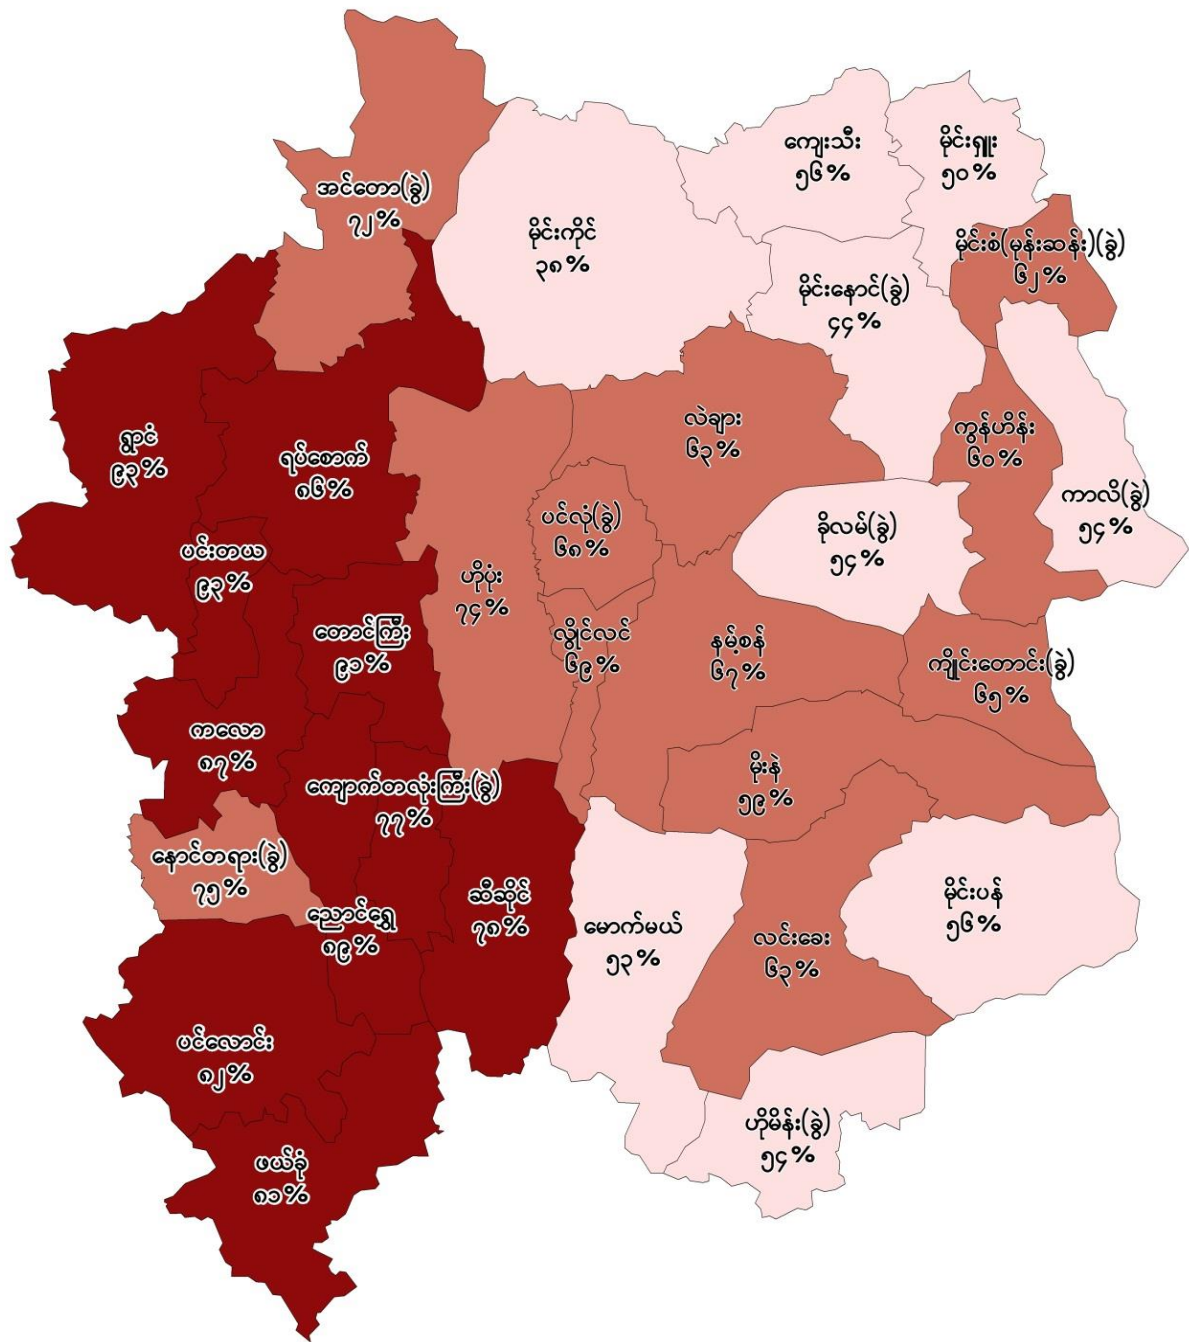 ကျေးသီး
၅၆%
မိုင်းရှူး
၅၀%
အင်တော(ခွဲ)
၇၂%
မိုင်းကိုင်
၃၈%
မိုင်းစံ(မုန်းဆန်း)(ခွဲ)
၆၂%
မိုင်းနောင်(ခွဲ)
၄၄%
ရွာငံ
၉၃%
ရပ်စောက်
၈၆%
လဲချား
၆၃%
ကွန်ဟိန်း
၆၀%
ကာလိ(ခွဲ)
၅၄%
ပင်လုံ(ခွဲ)
၆၈%
ခိုလမ်(ခွဲ)
၅၄%
ပင်းတယ
၉၃%
ဟိုပုံး
၇၄%
တောင်ကြီး
၉၁%
လွိုင်လင်
၆၉%
နမ့်စန်
၆၇%
ကျိုင်းတောင်း(ခွဲ)
၆၅%
ကလော
၈၇%
ကျောက်တလုံးကြီး(ခွဲ)
၇၇%
မိုးနဲ
၅၉%
နောင်တရား(ခွဲ)
၇၅%
ညောင်ရွှေ
၈၉%
ဆီဆိုင်
၇၈%
မောက်မယ်
၅၃%
လင်းခေး
၆၃%
မိုင်းပန်
၅၆%
ပင်လောင်း
၈၂%
ဖယ်ခုံ
၈၁%
ဟိုမိန်း(ခွဲ)
၅၄%